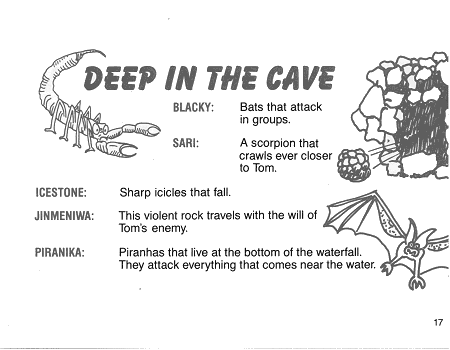 DEEP IN THE CAVE
BLACKY: Bats that attack
in groups.
SARI: A scorpion that
crawls ever closer
to Tom.
ICESTONE: Sharp icicles that fall.
JINMENIWA: This violent rock travels with the will of
Tom's enemy.
PIRANIKA: Piranhas that live at the bottom of the waterfall.
They attack everything that comes near the water.
17